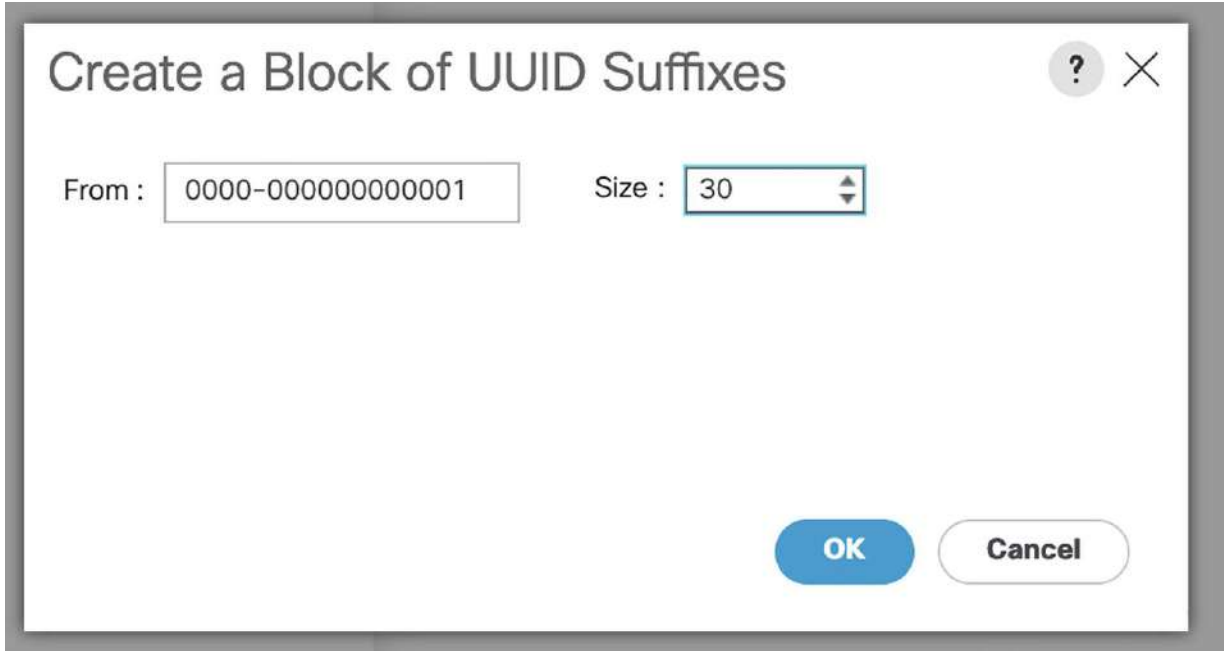 Create a Block of UUID Suffixes ?
From : 0000-000000000001 Size : 30
OK Cancel